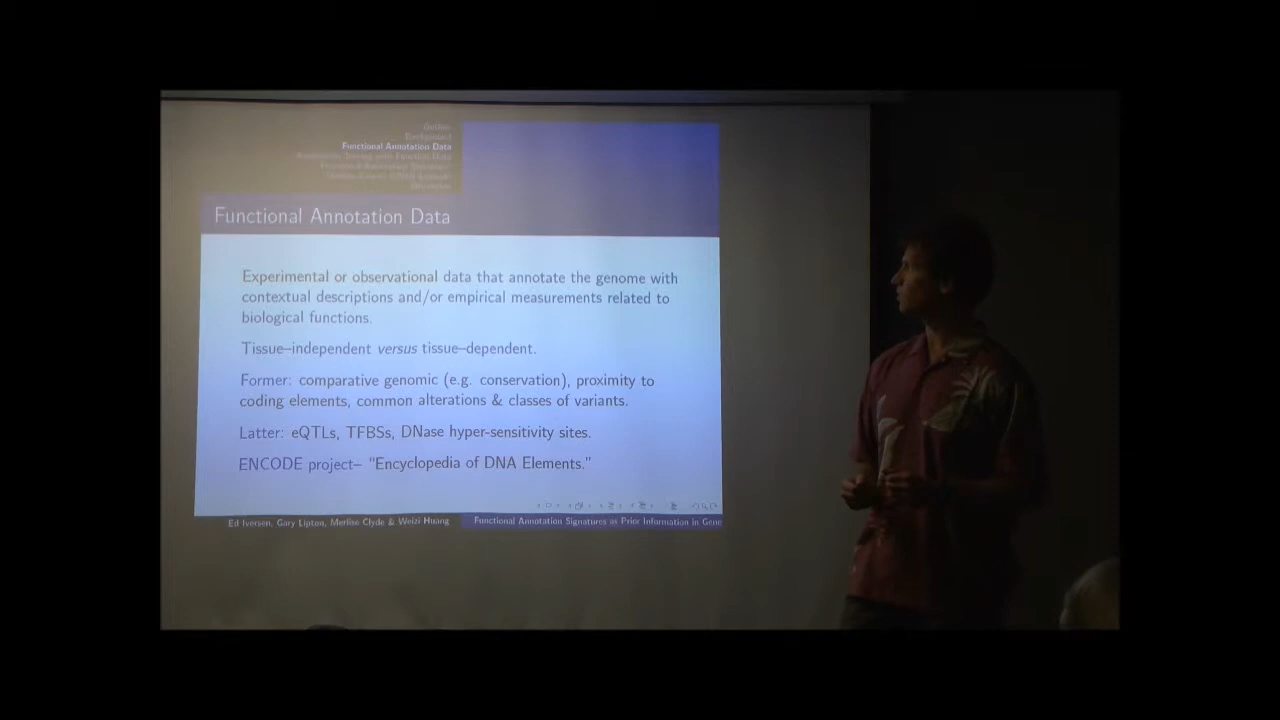 Outline
Background
Functional Annotation Data
Functional Annotation Data
Experimental or observational data that annotate the genome with
contextual descriptions and/or empirical measurements related to
biological functions.
Tissue–independent versus tissue–dependent.
Former: comparative genomic (e.g. conservation), proximity to
coding elements, common alterations & classes of variants.
Latter: eQTLs, TFBSs, DNase hyper-sensitivity sites.
ENCODE project– “Encyclopedia of DNA Elements.”
Ed Iversen, Gary Lipton, Merlise Clyde & Weizi Huang
Functional Annotation Signatures as Prior Information in Gene